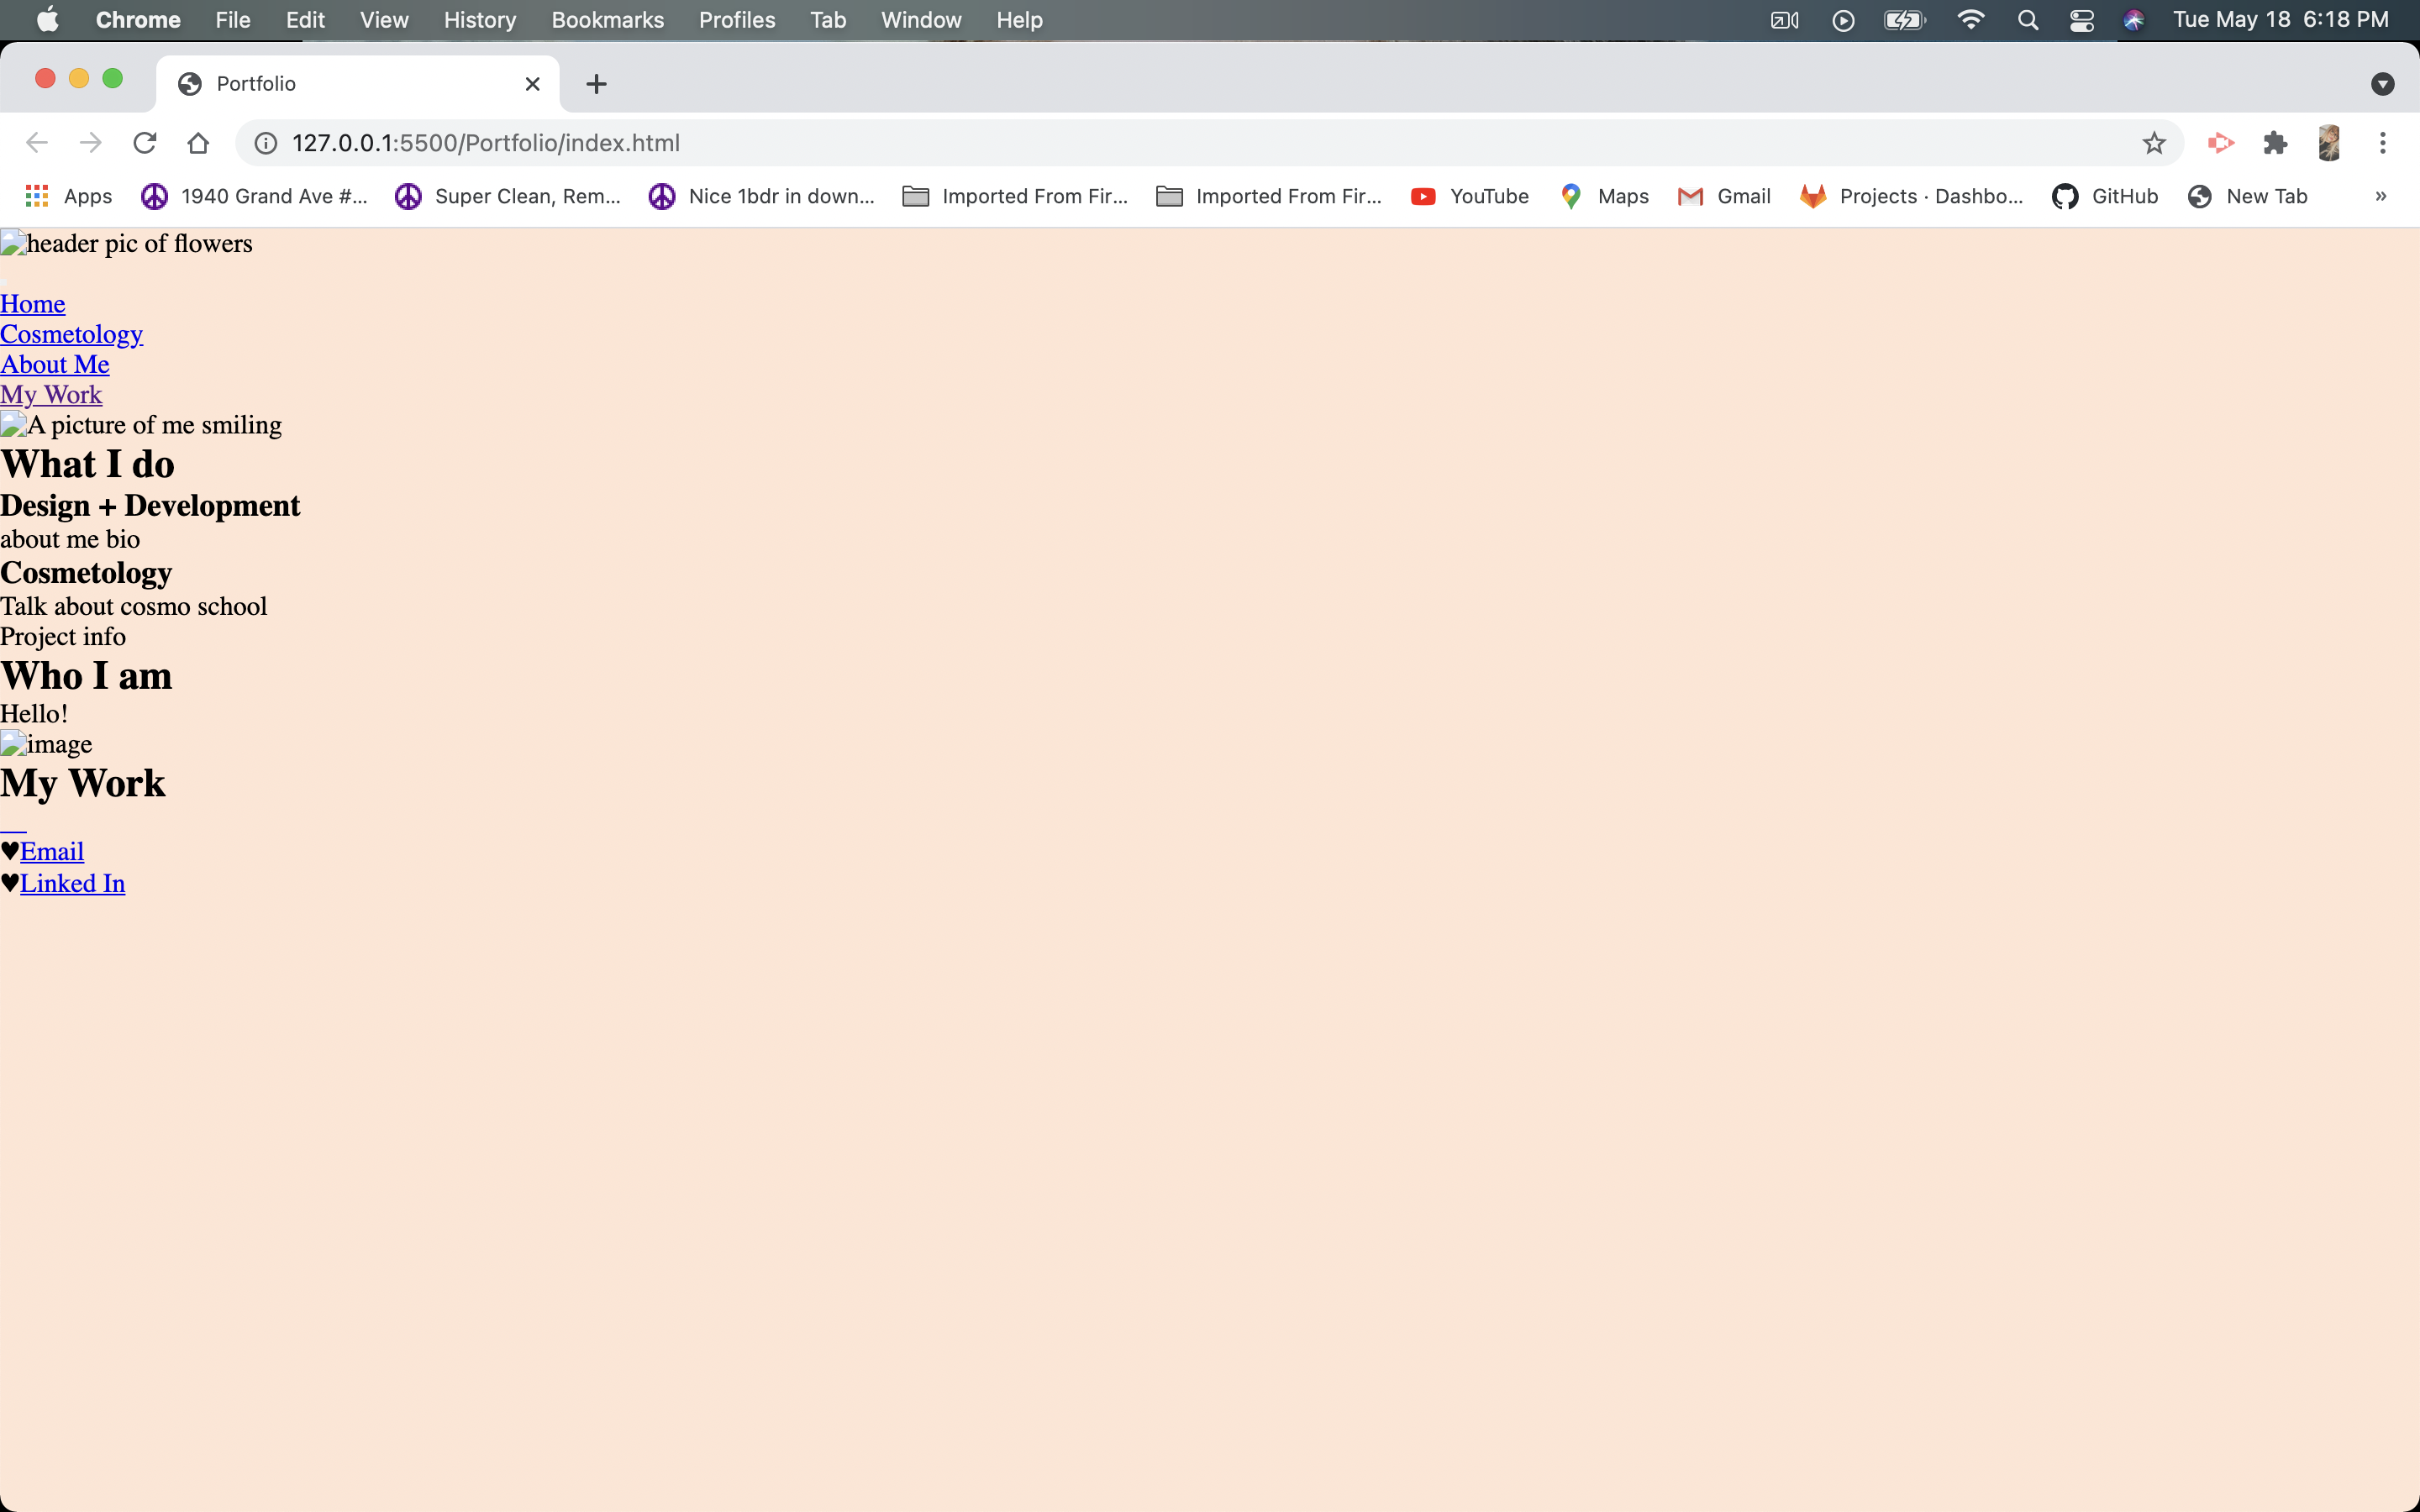 Chrome File Edit View History Bookmarks Profiles Tab Window Help Tue May 18 6:18 PM
Portfolio
127.0.0.1:5500/Portfolio/index.html
Apps 1940 Grand Ave #... Super Clean, Rem... Nice 1bdr in down... Imported From Fir... Imported From Fir... YouTube Maps Gmail Projects · Dashbo... GitHub New Tab »
header pic of flowers
Home
Cosmetology
About Me
My Work
A picture of me smiling
What I do
Design + Development
about me bio
Cosmetology
Talk about cosmo school
Project info
Who I am
Hello!
image
My Work
♥Email
♥Linked In